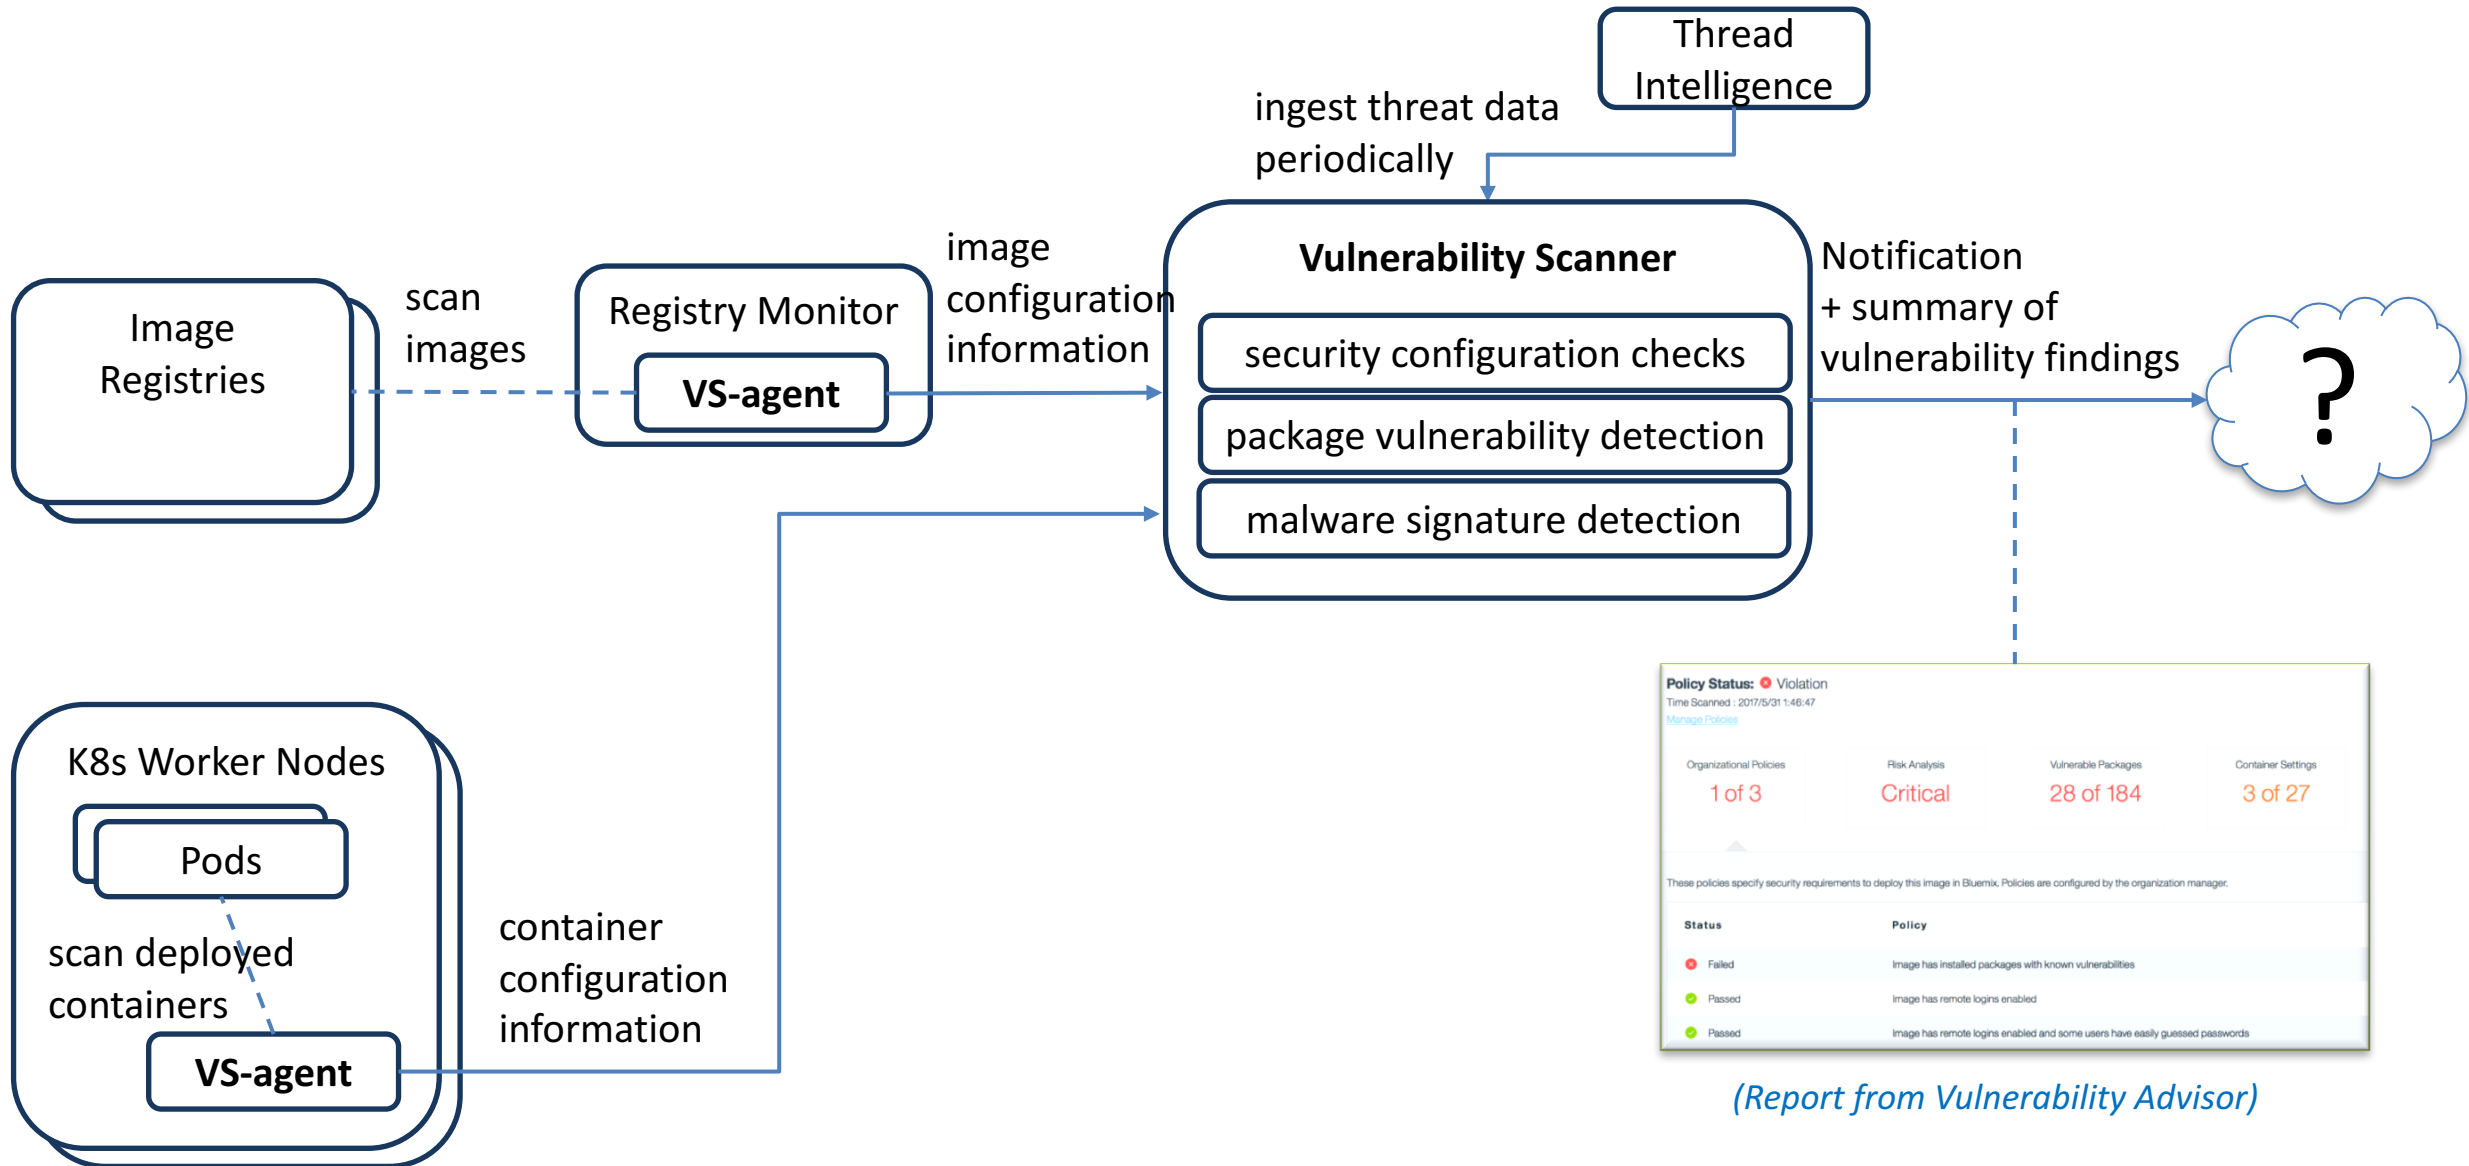 Thread
Intelligence
ingest threat data
periodically
Image
Registries
scan
images
Registry Monitor
VS-agent
image
configuration
information
Vulnerability Scanner
security configuration checks
package vulnerability detection
malware signature detection
Notification
+ summary of
vulnerability findings
?
K8s Worker Nodes
Pods
scan deployed
containers
VS-agent
container
configuration
information
Policy Status: Violation
Time Scanned : 2017/5/31 1:46:47
Manage Policies
Organizational Policies Risk Analysis Vulnerable Packages Container Settings
1 of 3 Critical 28 of 184 3 of 27
These policies specify security requirements to deploy this image in Bluemix. Policies are configured by the organization manager.
Status Policy
Failed Image has installed packages with known vulnerabilities
Passed Image has remote logins enabled
Passed Image has remote logins enabled and some users have easily guessed passwords
(Report from Vulnerability Advisor)